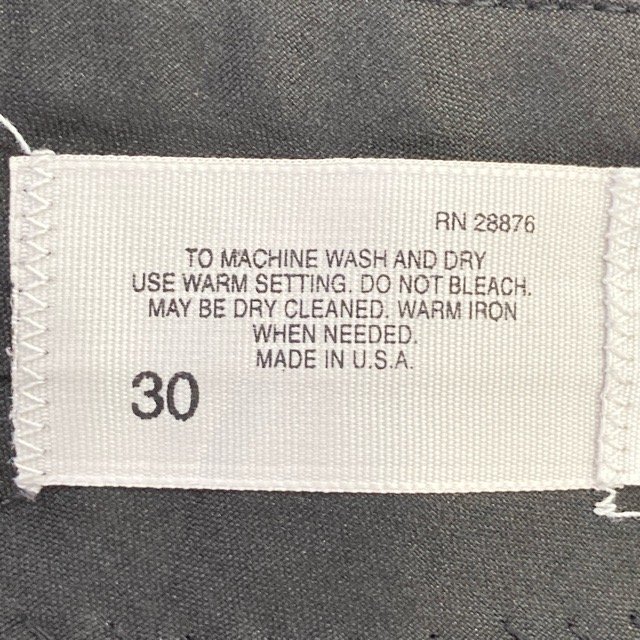 RN 28876
TO MACHINE WASH AND DRY
USE WARM SETTING. DO NOT BLEACH.
MAY BE DRY CLEANED. WARM IRON
WHEN NEEDED.
MADE IN U.S.A.
30